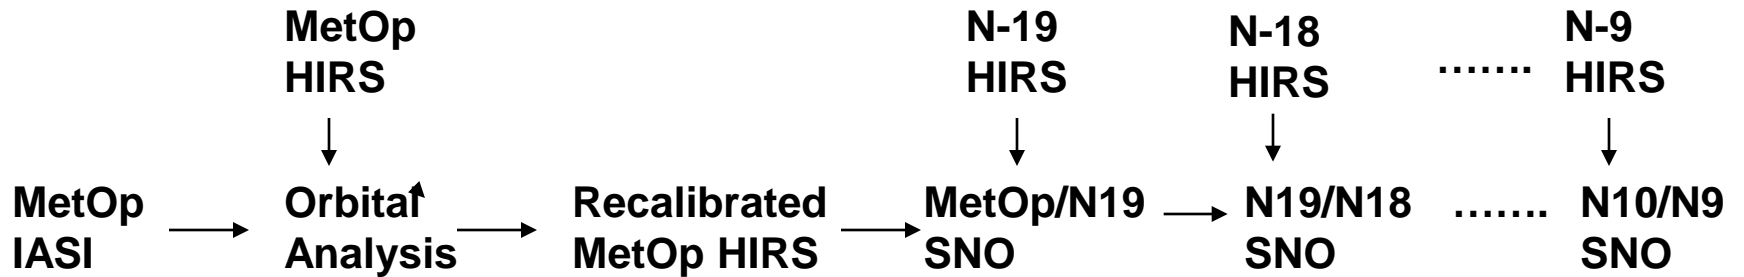 MetOp
HIRS
N-19
HIRS
N-18
HIRS
…….
N-9
HIRS
MetOp
IASI
Orbital
Analysis
Recalibrated
MetOp HIRS
MetOp/N19
SNO
N19/N18
SNO
…….
N10/N9
SNO